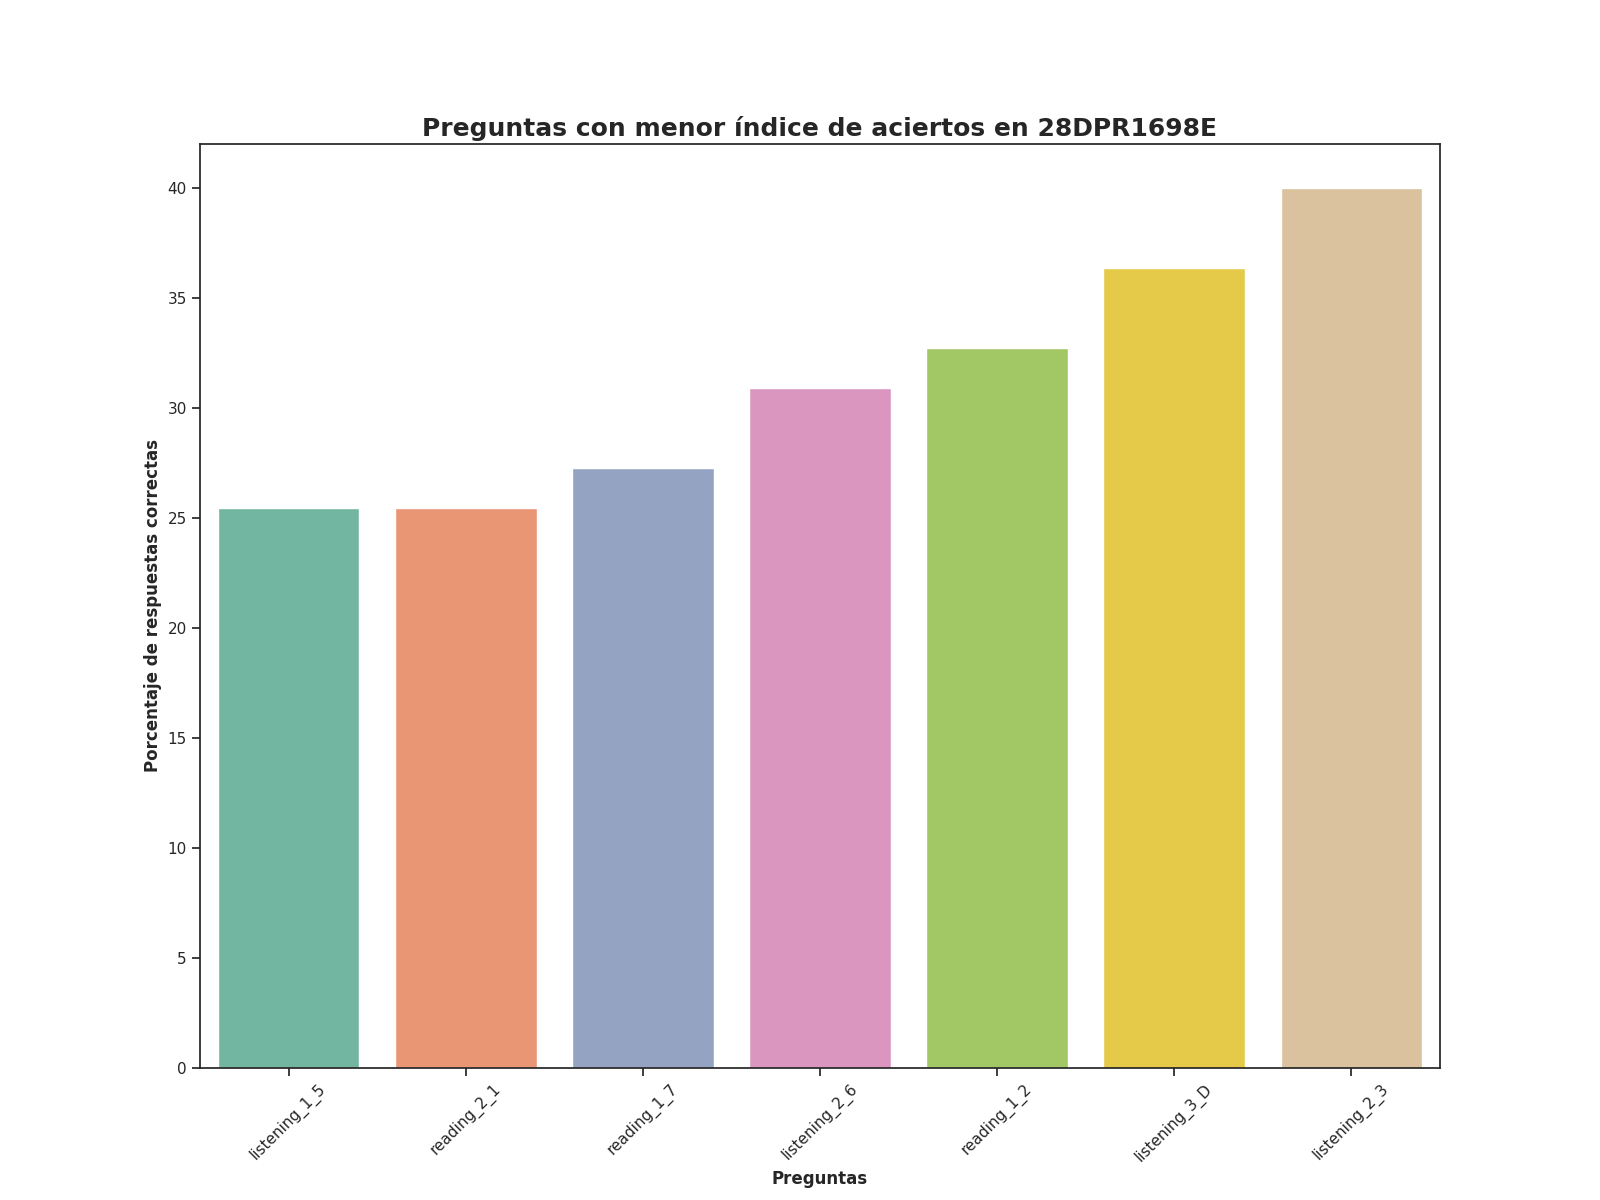 Preguntas con menor índice de aciertos en 28DPR1698E
Porcentaje de respuestas correctas
40
35
30
25
20
15
10
5
0
listening_1_5
reading_2_1
reading_1_7
listening_2_6
reading_1_2
listening_3_D
listening_2_3
Preguntas